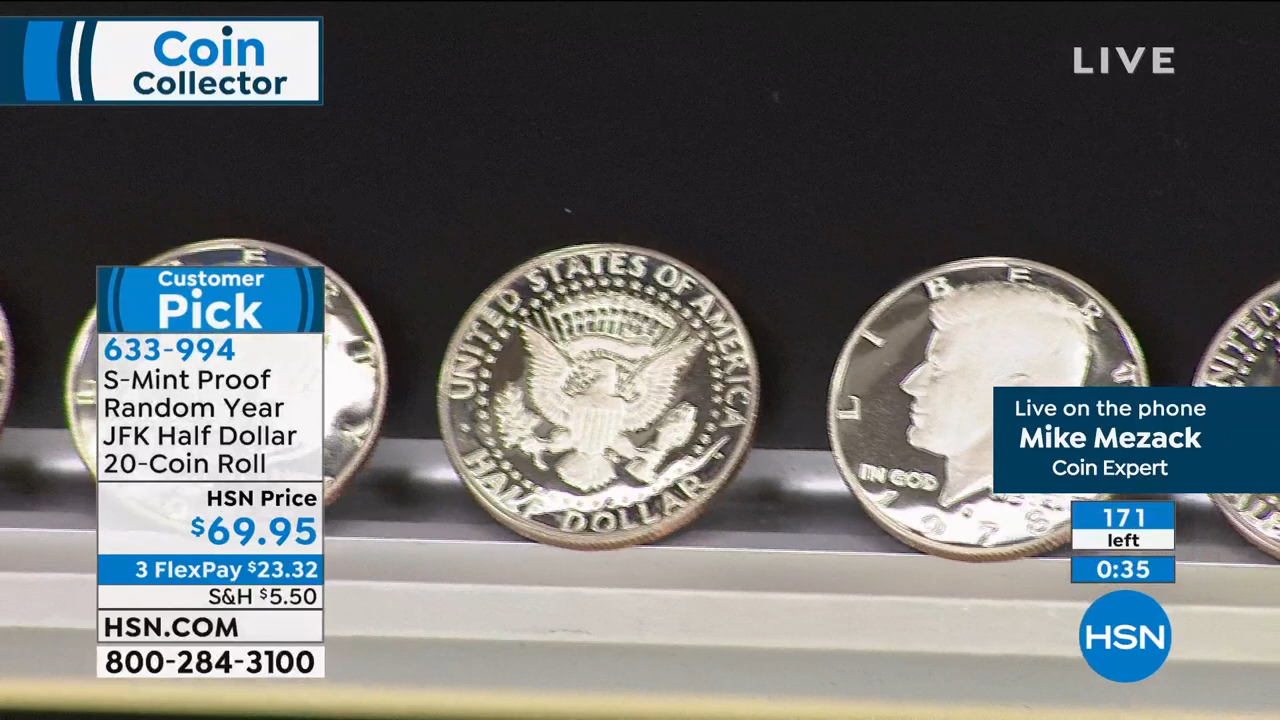 Coin
Collector
LIVE
Customer
Pick
633-994
S-Mint Proof
Random Year
JFK Half Dollar
20-Coin Roll
HSN Price
$69.95
3 FlexPay $23.32
S&H $5.50
HSN.COM
800-284-3100
UNITED STATES OF AMERICA
HALF DOLLAR
LIBERT
IN GOD
Live on the phone
Mike Mezack
Coin Expert
171
left
0:35
HSN
UNITED